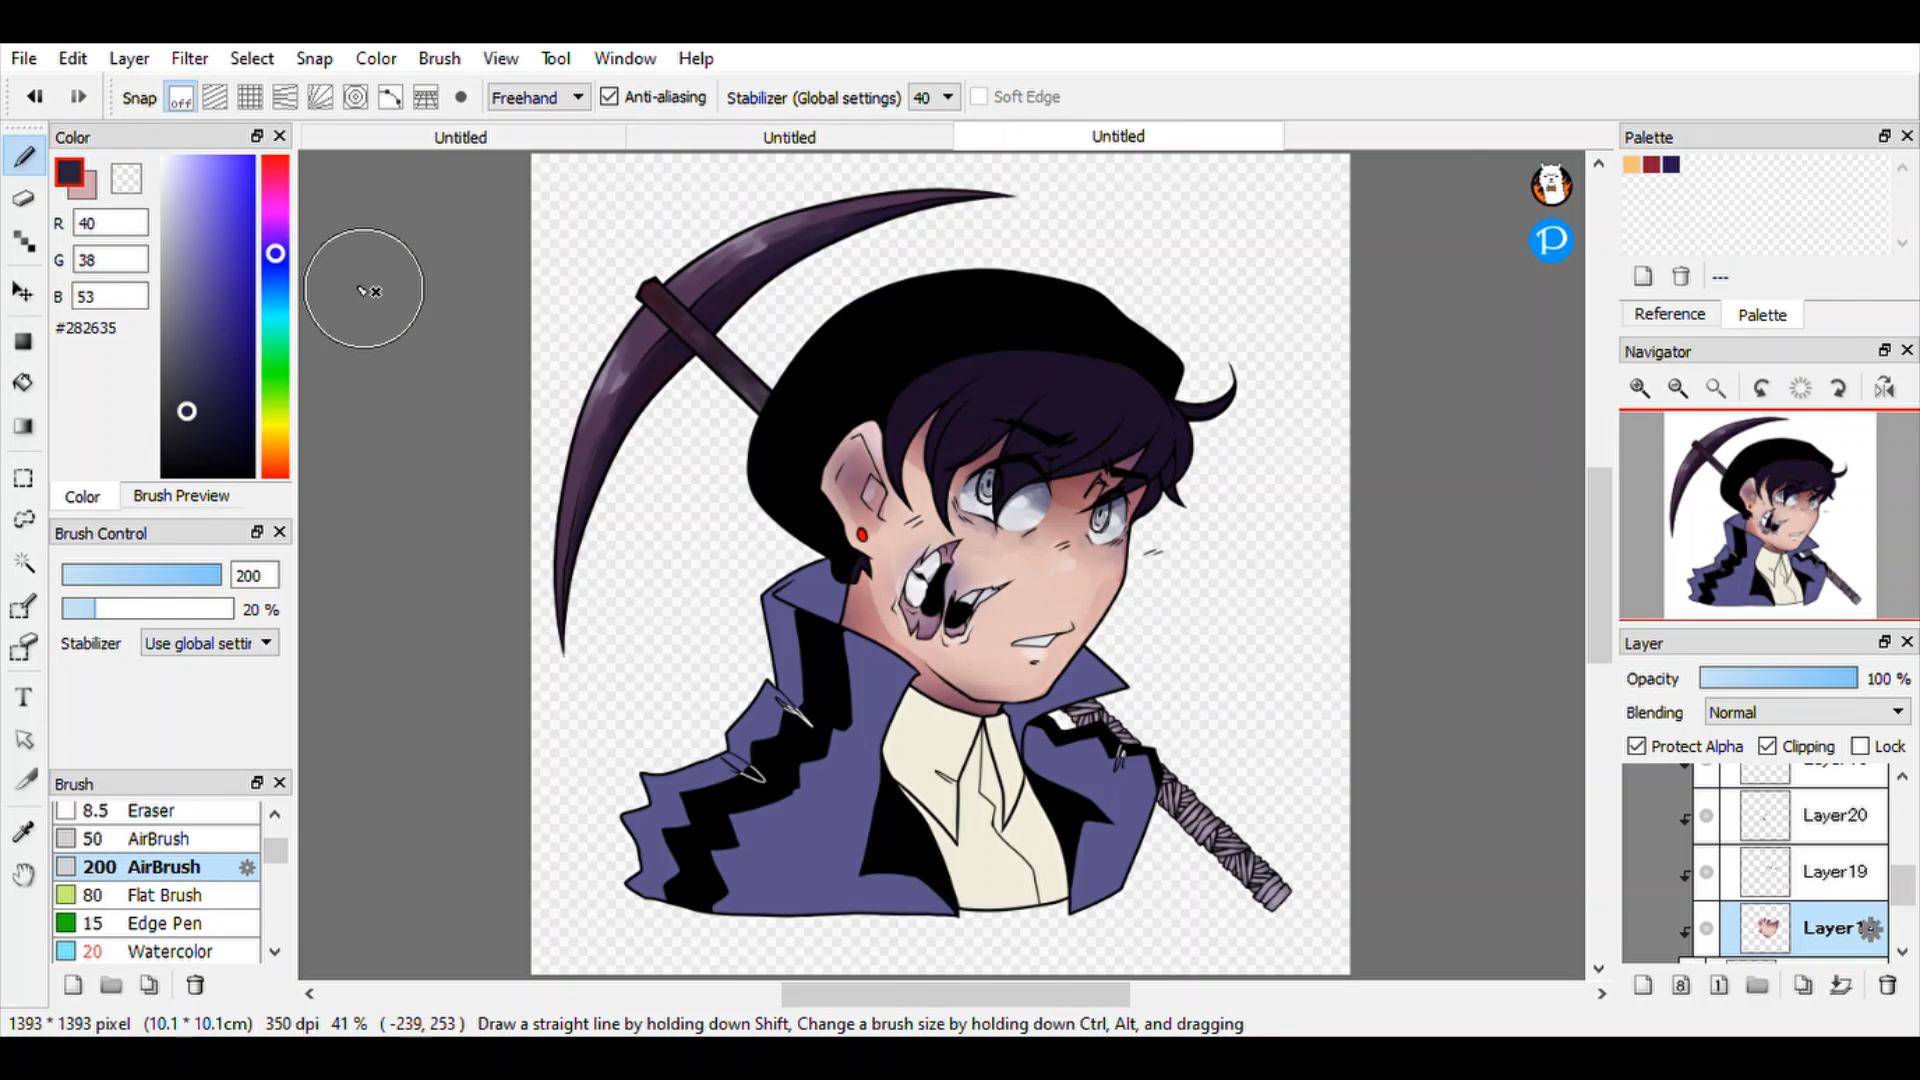 File Edit Layer Filter Select Snap Color Brush View Tool Window Help
Snap off Freehand Anti-aliasing Stabilizer (Global settings) 40 Soft Edge
Color
Untitled Untitled Untitled
Palette
R 40
G 38
B 53
#282635
---
Reference Palette
Navigator
Color Brush Preview
Brush Control
200
20 %
Stabilizer Use global settir
Layer
Opacity 100 %
Blending Normal
Protect Alpha Clipping Lock
Brush
8.5 Eraser
50 AirBrush
200 AirBrush
80 Flat Brush
15 Edge Pen
20 Watercolor
Layer20
Layer19
8 1
1393 * 1393 pixel (10.1 * 10.1cm) 350 dpi 41 % ( -239, 253 ) Draw a straight line by holding down Shift, Change a brush size by holding down Ctrl, Alt, and dragging